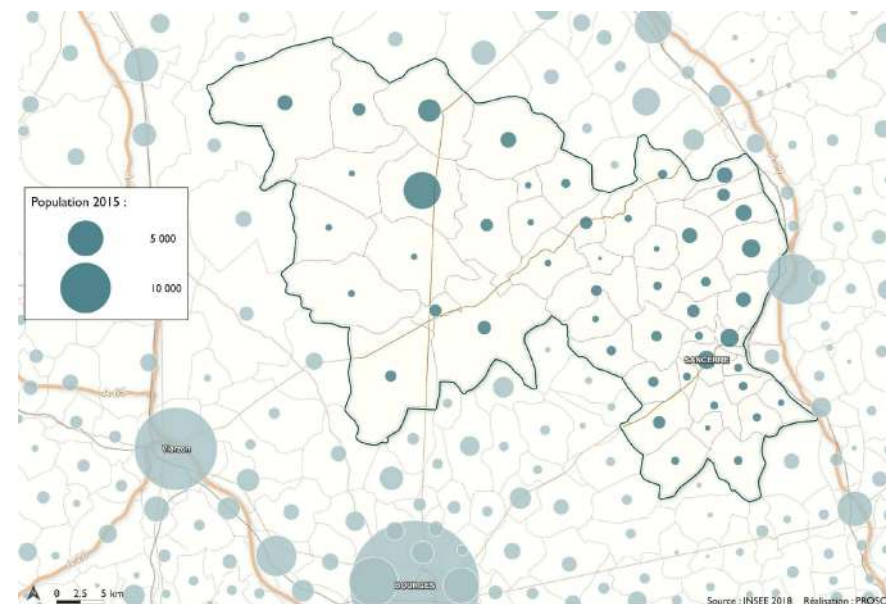 Population 2015 :
5 000
10 000
SANCERRE
Vierzon
BOURGES
0 2.5 5 km
Source : INSEE 2018 Réalisation : PROSC